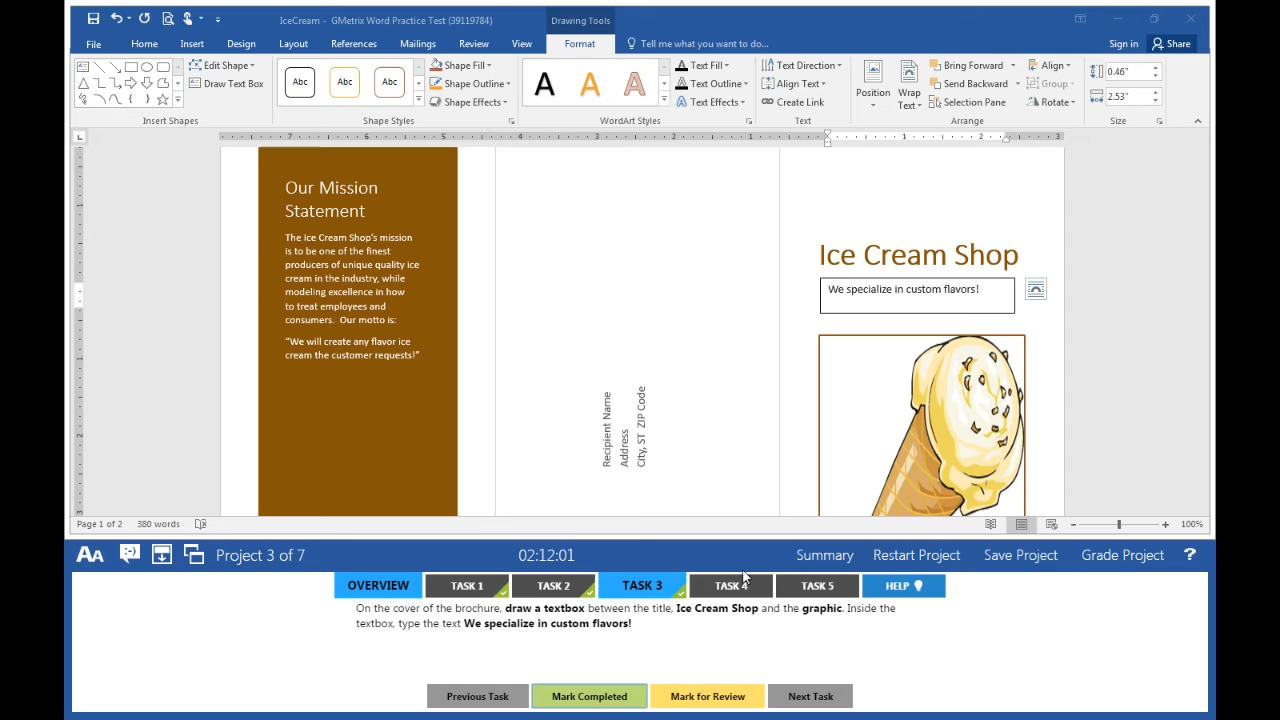 IceCream - GMetrix Word Practice Test (39119784)
Drawing Tools
File
Home
Insert
Design
Layout
References
Mailings
Review
View
Format
Tell me what you want to do...
Sign in
Share
Edit Shape
Draw Text Box
Insert Shapes
Abc
Abc
Abc
Shape Fill
Shape Outline
Shape Effects
Shape Styles
A
A
A
Text Fill
Text Outline
Text Effects
WordArt Styles
Text Direction
Align Text
Create Link
Text
Position
Wrap
Text
Bring Forward
Send Backward
Selection Pane
Align
Group
Rotate
Arrange
0.46"
2.53"
Size
7 6 5 4 3 2 1 1 2 3
Our Mission
Statement
The Ice Cream Shop's mission
is to be one of the finest
producers of unique quality ice
cream in the industry, while
modeling excellence in how
to treat employees and
consumers. Our motto is:
"We will create any flavor ice
cream the customer requests!"
Recipient Name
Address
City, ST ZIP Code
Ice Cream Shop
We specialize in custom flavors!
Page 1 of 2
380 words
100%
AA
Project 3 of 7
02:12:01
Summary
Restart Project
Save Project
Grade Project
?
OVERVIEW
TASK 1
TASK 2
TASK 3
TASK 4
TASK 5
HELP
On the cover of the brochure, draw a textbox between the title, Ice Cream Shop and the graphic. Inside the
textbox, type the text We specialize in custom flavors!
Previous Task
Mark Completed
Mark for Review
Next Task